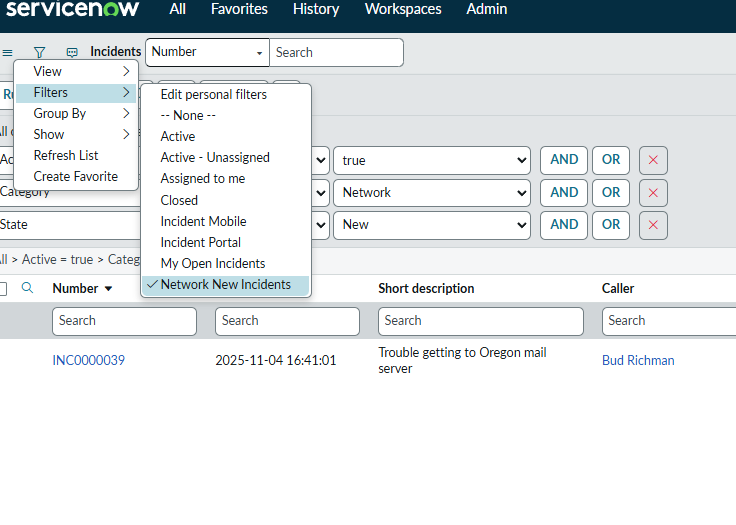 servicenow All Favorites History Workspaces Admin
Incidents Number Search
View
Filters
Group By
Show
Refresh List
Create Favorite
Edit personal filters
-- None --
Active
Active - Unassigned
Assigned to me
Closed
Incident Mobile
Incident Portal
My Open Incidents
Network New Incidents
true AND OR
Category Network AND OR
State New AND OR
All > Active = true > Categ
Number Short description Caller
Search Search Search Search
INC0000039 2025-11-04 16:41:01 Trouble getting to Oregon mail server Bud Richman